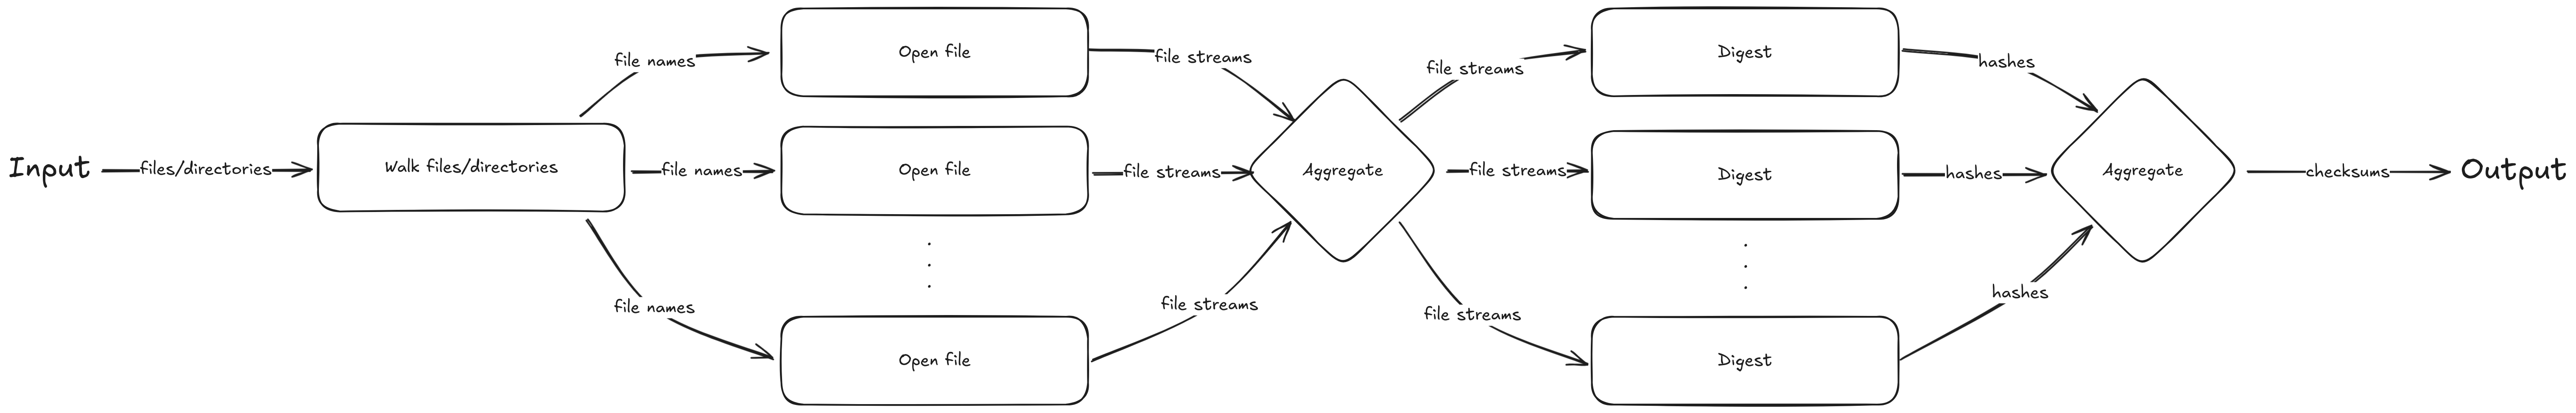 Input
files/directories
Walk files/directories
file names
file names
file names
Open file
Open file
.
.
.
Open file
file streams
file streams
file streams
Aggregate
file streams
file streams
file streams
Digest
Digest
.
.
.
Digest
hashes
hashes
hashes
Aggregate
checksums
Output